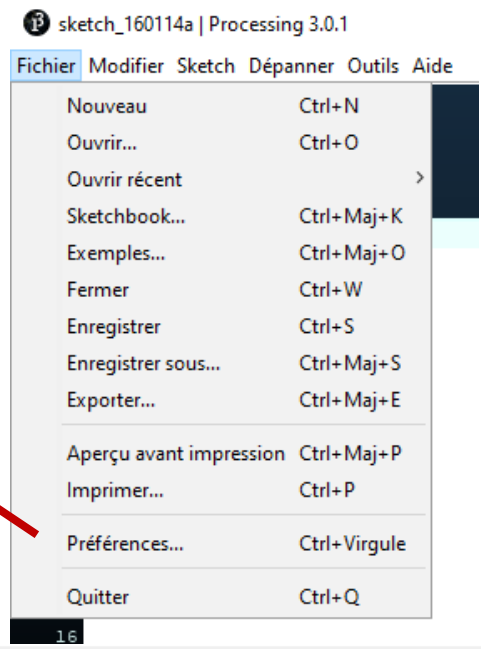 sketch_160114a | Processing 3.0.1
Fichier Modifier Sketch Dépanner Outils Aide
Nouveau Ctrl+N
Ouvrir... Ctrl+O
Ouvrir récent >
Sketchbook... Ctrl+Maj+K
Exemples... Ctrl+Maj+O
Fermer Ctrl+W
Enregistrer Ctrl+S
Enregistrer sous... Ctrl+Maj+S
Exporter... Ctrl+Maj+E
Aperçu avant impression Ctrl+Maj+P
Imprimer... Ctrl+P
Préférences... Ctrl+Virgule
Quitter Ctrl+Q
16